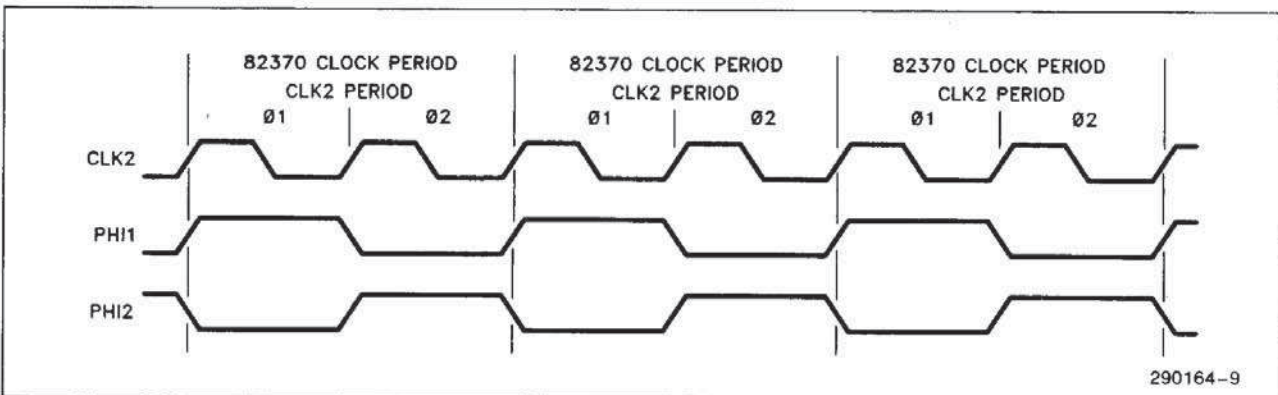 82370 CLOCK PERIOD 82370 CLOCK PERIOD 82370 CLOCK PERIOD
CLK2 PERIOD CLK2 PERIOD CLK2 PERIOD
Ø1 Ø2 Ø1 Ø2 Ø1 Ø2
CLK2
PHI1
PHI2
290164-9